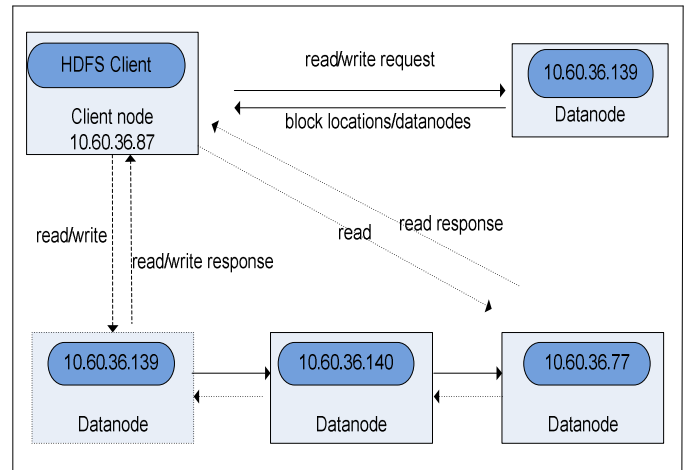 HDFS Client
Client node
10.60.36.87
read/write request
block locations/datanodes
10.60.36.139
Datanode
read response
read
read/write
read/write response
10.60.36.139
Datanode
10.60.36.140
Datanode
10.60.36.77
Datanode